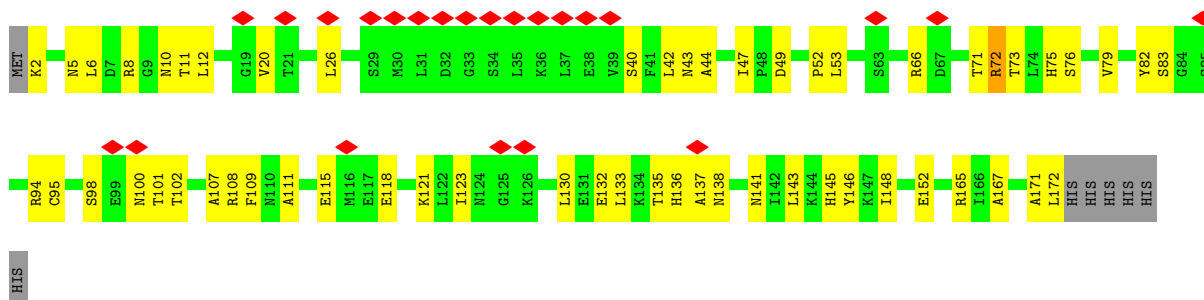 MET K2 N5 L6 D7 R8 G9 N10 T11 L12 G19 V20 T21 L26 S29 M30 L31 D32 G33 S34 L35 K36 L37 E38 V39 S40 F41 L42 N43 A44 I47 P48 D49 P52 L53 S63 R66 D67 T71 R72 T73 L74 H75 S76 V79 Y82 S83 G84
R94 C95 S98 E99 N100 T101 T102 A107 R108 F109 N110 A111 E115 M116 E117 E118 K121 L122 I123 N124 G125 K126 L130 E131 E132 L133 K134 T135 H136 A137 N138 N141 I142 L143 K144 H145 Y146 K147 I148 E152 R165 I166 A167 A171 L172 HIS HIS HIS HIS HIS
HIS